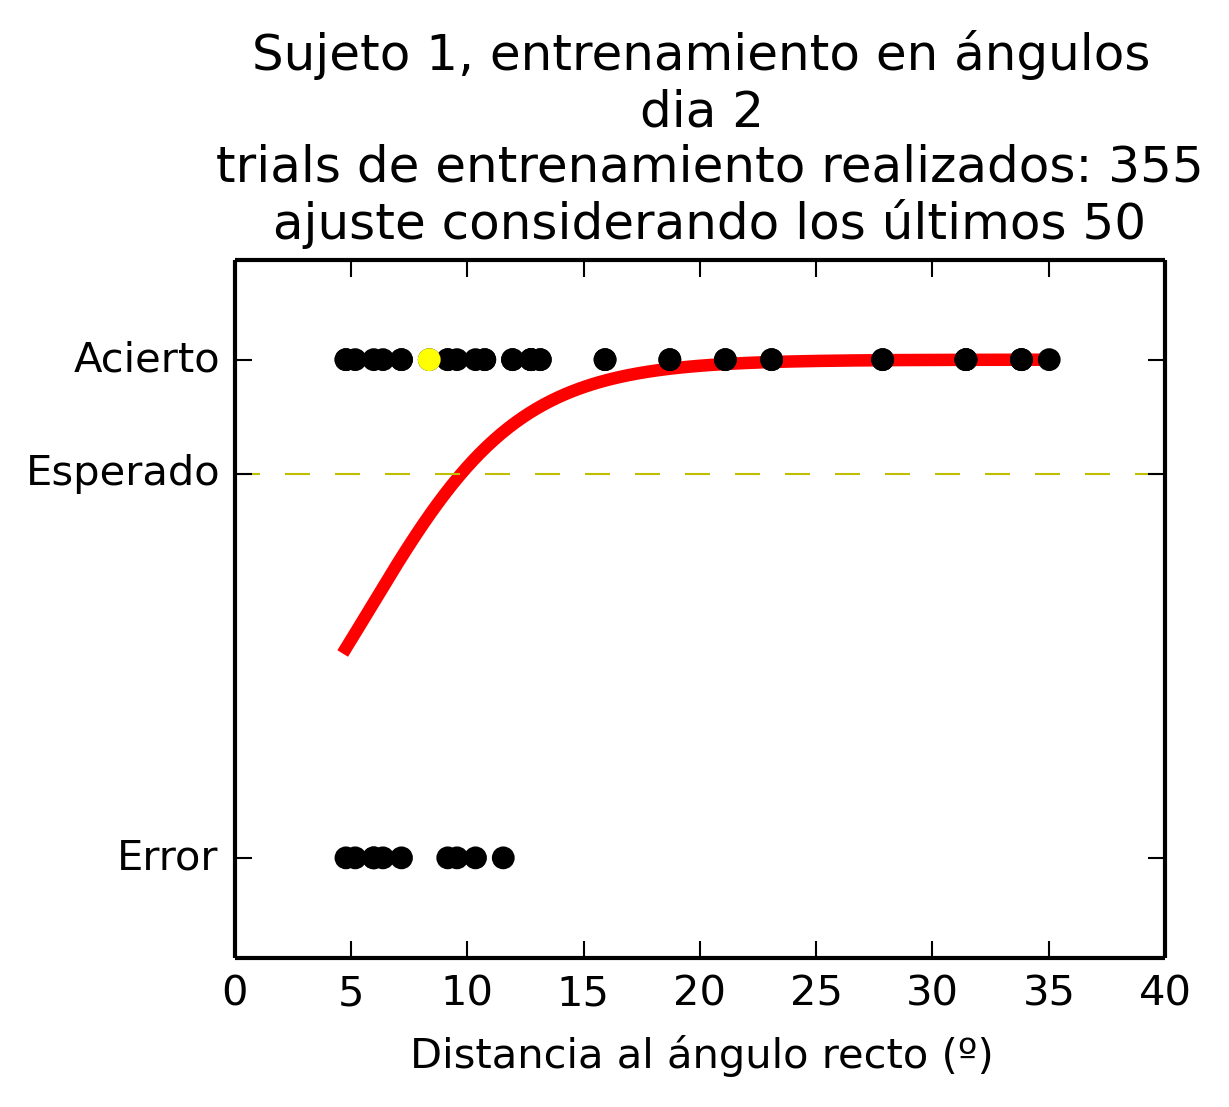 Sujeto 1, entrenamiento en ángulos
dia 2
trials de entrenamiento realizados: 355
ajuste considerando los últimos 50
Acierto
Esperado
Error
0 5 10 15 20 25 30 35 40
Distancia al ángulo recto (º)